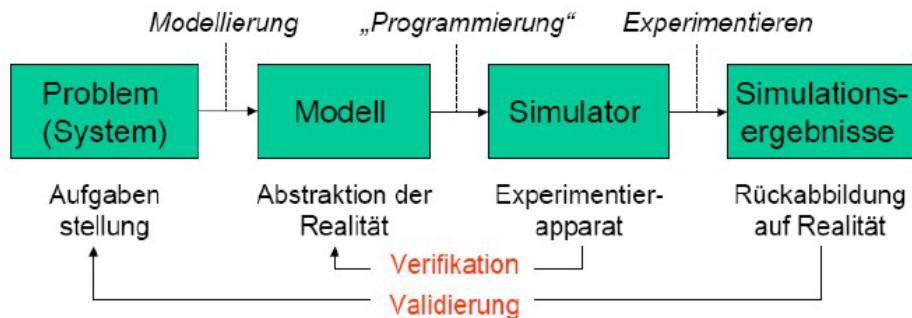 Modellierung
„Programmierung“
Experimentieren
Problem
(System)
Modell
Simulator
Simulations-
ergebnisse
Aufgaben
stellung
Abstraktion der
Realität
Experimentier-
apparat
Rückabbildung
auf Realität
Verifikation
Validierung